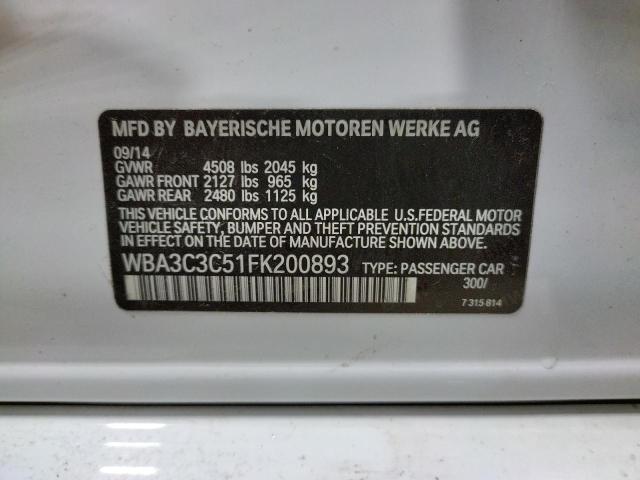 MFD BY BAYERISCHE MOTOREN WERKE AG
09/14
GVWR 4508 lbs 2045 kg
GAWR FRONT 2127 lbs 965 kg
GAWR REAR 2480 lbs 1125 kg
THIS VEHICLE CONFORMS TO ALL APPLICABLE U.S.FEDERAL MOTOR
VEHICLE SAFETY, BUMPER AND THEFT PREVENTION STANDARDS
IN EFFECT ON THE DATE OF MANUFACTURE SHOWN ABOVE.
WBA3C3C51FK200893 TYPE: PASSENGER CAR
300/
7 315 814